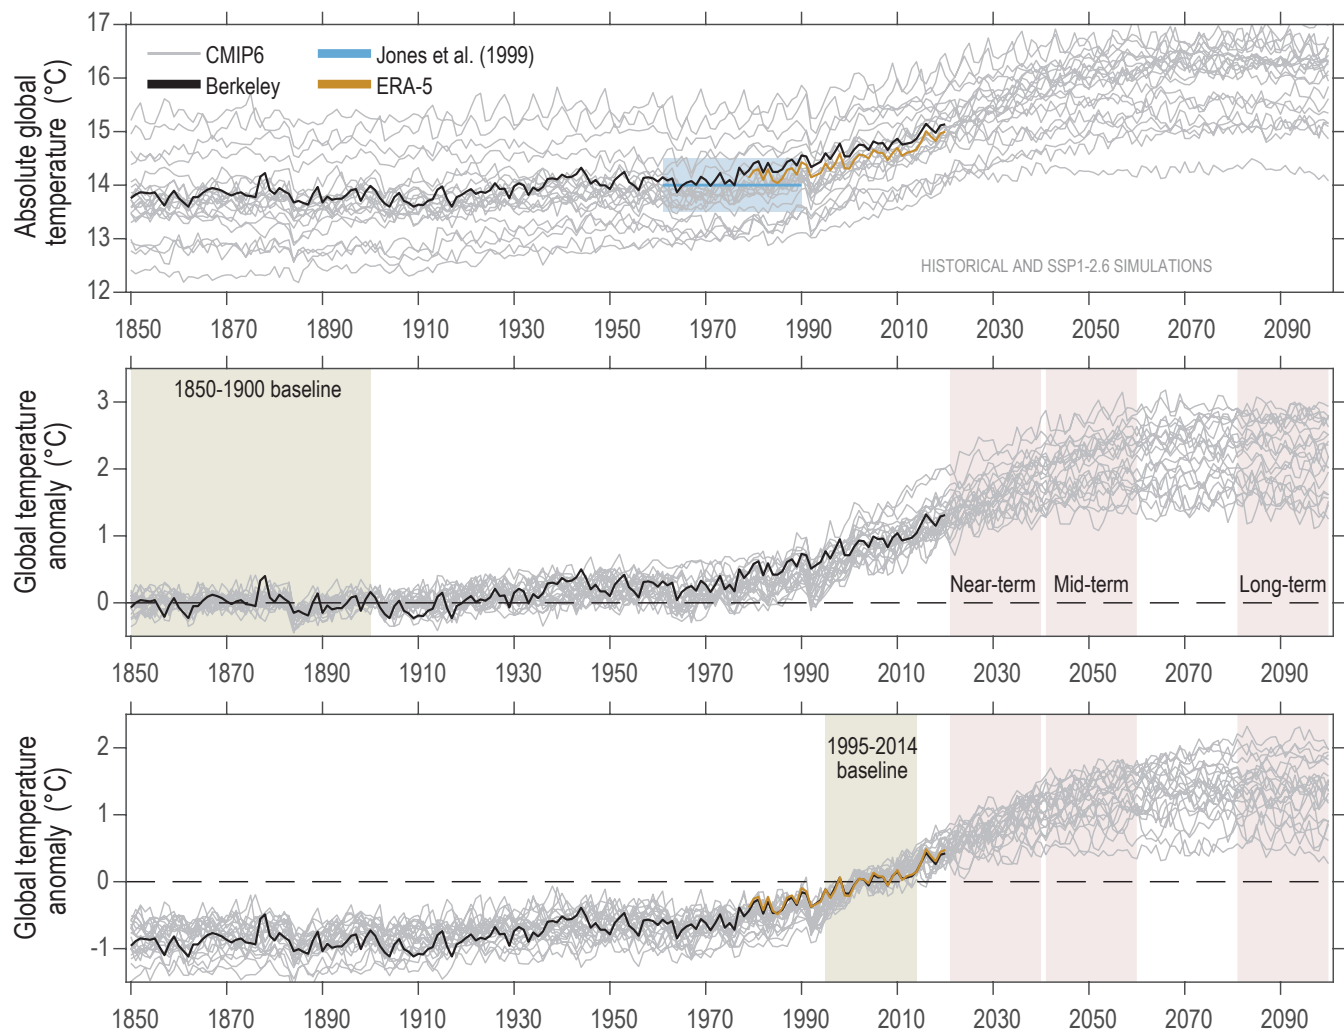 17
16
15
14
13
12
Absolute global
temperature (°C)
CMIP6
Berkeley
Jones et al. (1999)
ERA-5
HISTORICAL AND SSP1-2.6 SIMULATIONS
1850 1870 1890 1910 1930 1950 1970 1990 2010 2030 2050 2070 2090
3
2
1
0
Global temperature
anomaly (°C)
1850-1900 baseline
Near-term
Mid-term
Long-term
1850 1870 1890 1910 1930 1950 1970 1990 2010 2030 2050 2070 2090
2
1
0
-1
Global temperature
anomaly (°C)
1995-2014
baseline
1850 1870 1890 1910 1930 1950 1970 1990 2010 2030 2050 2070 2090